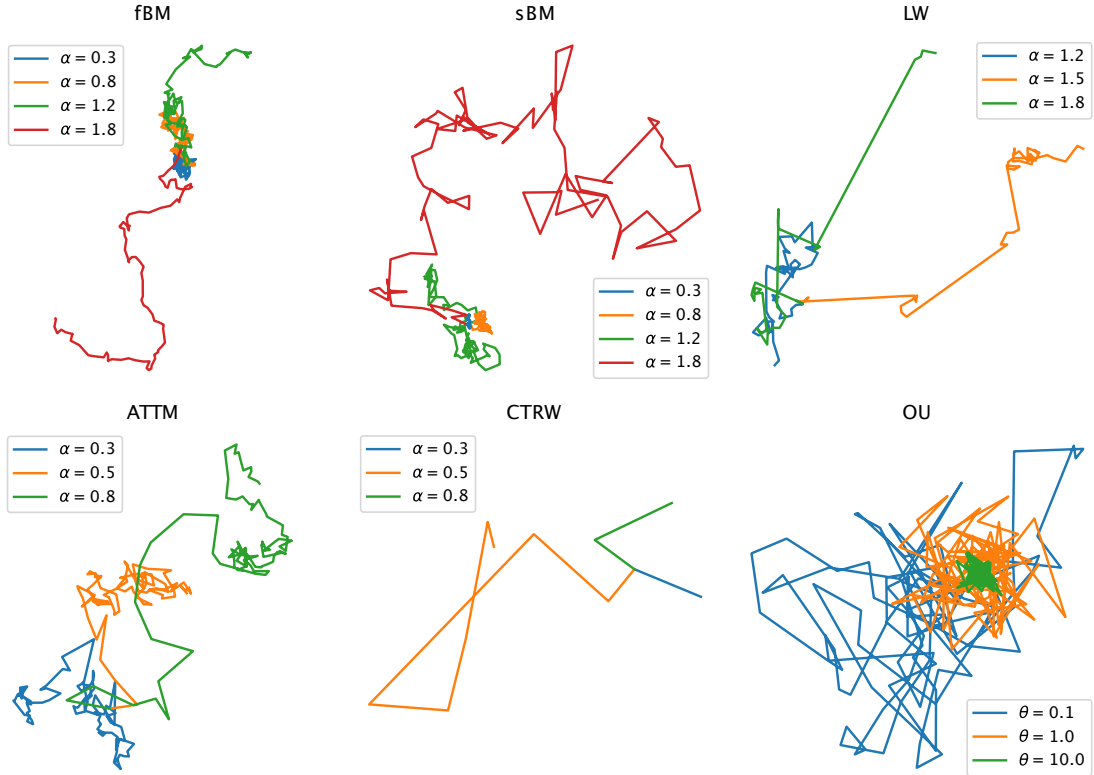 fBM
α = 0.3
α = 0.8
α = 1.2
α = 1.8
sBM
α = 0.3
α = 0.8
α = 1.2
α = 1.8
LW
α = 1.2
α = 1.5
α = 1.8
ATTM
α = 0.3
α = 0.5
α = 0.8
CTRW
α = 0.3
α = 0.5
α = 0.8
OU
θ = 0.1
θ = 1.0
θ = 10.0